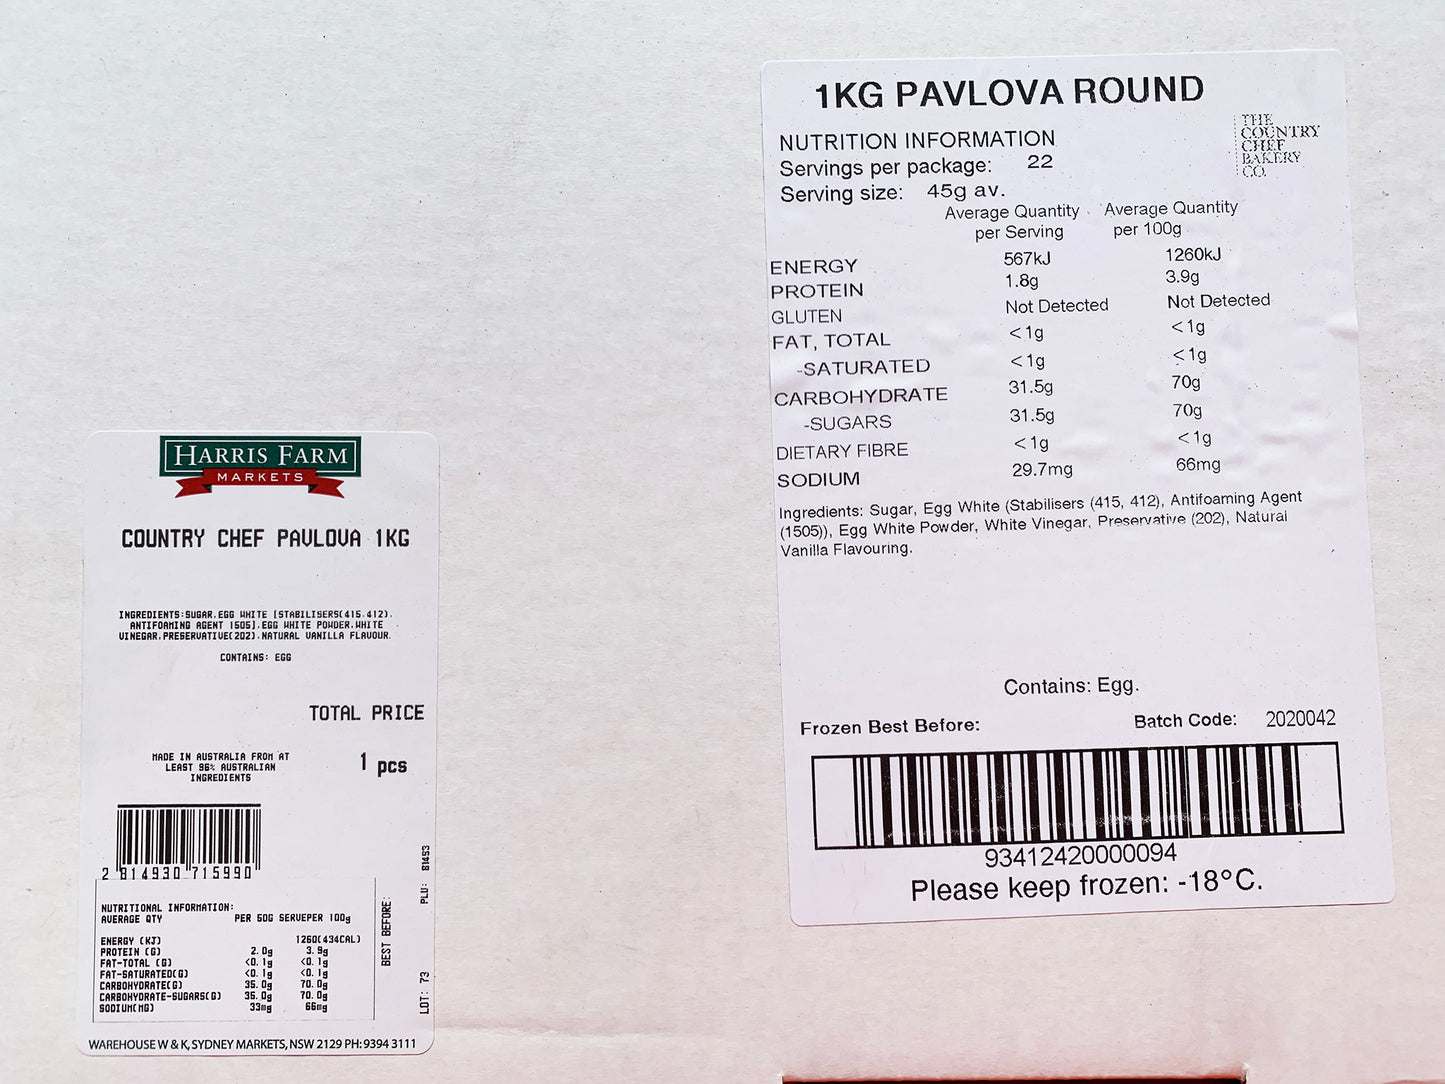 HARRIS FARM
MARKETS
COUNTRY CHEF PAVLOVA 1KG
INGREDIENTS:SUGAR,EGG WHITE [STABILISERS(415,412),
ANTIFOAMING AGENT 1505],EGG WHITE POWDER,WHITE
VINEGAR,PRESERVATIVE(202),NATURAL VANILLA FLAVOUR.
CONTAINS: EGG
TOTAL PRICE
MADE IN AUSTRALIA FROM AT
LEAST 96% AUSTRALIAN
INGREDIENTS
1 pcs
2 814930 715990
NUTRITIONAL INFORMATION:
AVERAGE QTY PER 50G SERVEPER 100g
ENERGY (KJ) 1260(434CAL)
PROTEIN (G) 2.0g 3.9g
FAT-TOTAL (G) <0.1g <0.1g
FAT-SATURATED(G) <0.1g <0.1g
CARBOHYDRATE(G) 35.0g 70.0g
CARBOHYDRATE-SUGARS(G) 35.0g 70.0g
SODIUM(MG) 33mg 66mg
BEST BEFORE:
PLU: 81493
LOT: 73
WAREHOUSE W & K, SYDNEY MARKETS, NSW 2129 PH: 9394 3111
1KG PAVLOVA ROUND
THE
COUNTRY
CHEF
BAKERY
CO.
NUTRITION INFORMATION
Servings per package: 22
Serving size: 45g av.
Average Quantity Average Quantity
per Serving per 100g
ENERGY 567kJ 1260kJ
PROTEIN 1.8g 3.9g
GLUTEN Not Detected Not Detected
FAT, TOTAL <1g <1g
-SATURATED <1g <1g
CARBOHYDRATE 31.5g 70g
-SUGARS 31.5g 70g
DIETARY FIBRE <1g <1g
SODIUM 29.7mg 66mg
Ingredients: Sugar, Egg White (Stabilisers (415, 412), Antifoaming Agent
(1505)), Egg White Powder, White Vinegar, Preservative (202), Natural
Vanilla Flavouring.
Contains: Egg.
Frozen Best Before: Batch Code: 2020042
93412420000094
Please keep frozen: -18°C.